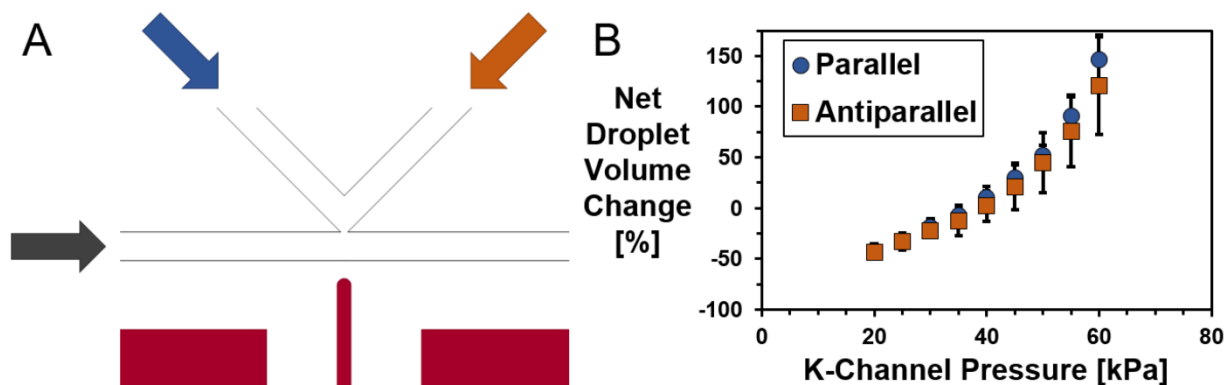 A
B
Net
Droplet
Volume
Change
[%]
150
100
50
0
-50
-100
Parallel
Antiparallel
0
20
40
60
80
K-Channel Pressure [kPa]